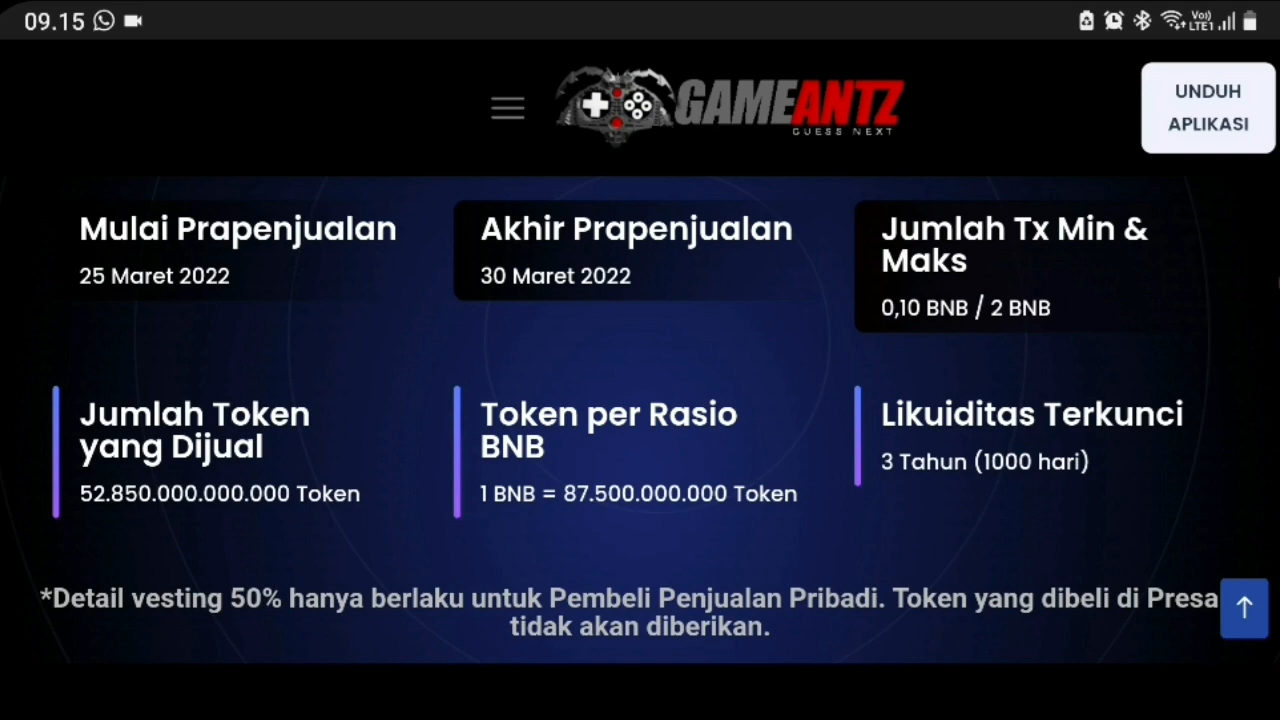 09.15
Vo)
LTE1
GAMEANTZ
GUESS NEXT
UNDUH
APLIKASI
Mulai Prapenjualan
25 Maret 2022
Akhir Prapenjualan
30 Maret 2022
Jumlah Tx Min &
Maks
0,10 BNB / 2 BNB
Jumlah Token
yang Dijual
52.850.000.000.000 Token
Token per Rasio
BNB
1 BNB = 87.500.000.000 Token
Likuiditas Terkunci
3 Tahun (1000 hari)
*Detail vesting 50% hanya berlaku untuk Pembeli Penjualan Pribadi. Token yang dibeli di Presa
tidak akan diberikan.